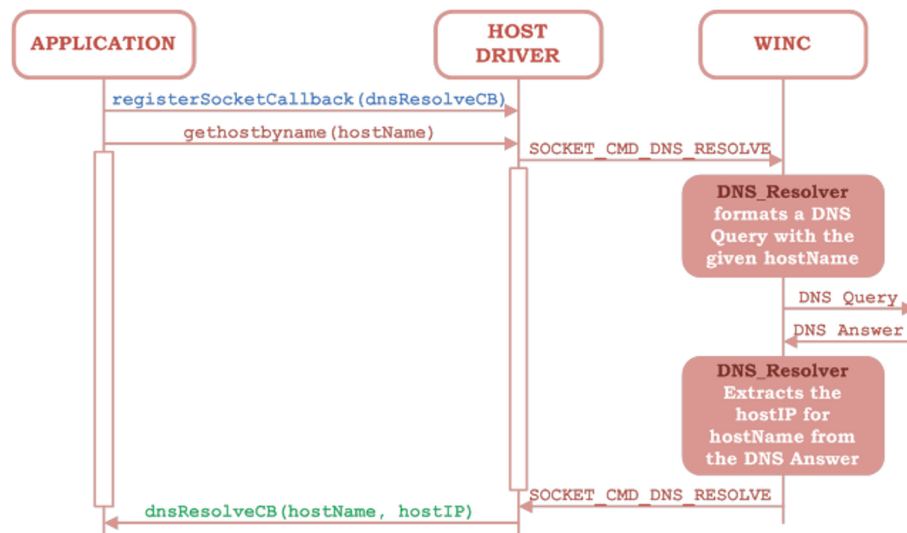 APPLICATION
HOST
DRIVER
WINC
registerSocketCallback(dnsResolveCB)
gethostbyname(hostName)
SOCKET_CMD_DNS_RESOLVE
DNS_Resolver
formats a DNS
Query with the
given hostName
DNS Query
DNS Answer
DNS_Resolver
Extracts the
hostIP for
hostName from
the DNS Answer
SOCKET_CMD_DNS_RESOLVE
dnsResolveCB(hostName, hostIP)